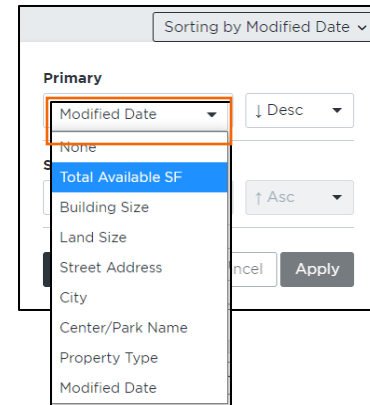 Sorting by Modified Date
Primary
Modified Date
↓ Desc
None
S
Total Available SF
↑ Asc
Building Size
Land Size
Street Address
ncel
Apply
City
Center/Park Name
Property Type
Modified Date